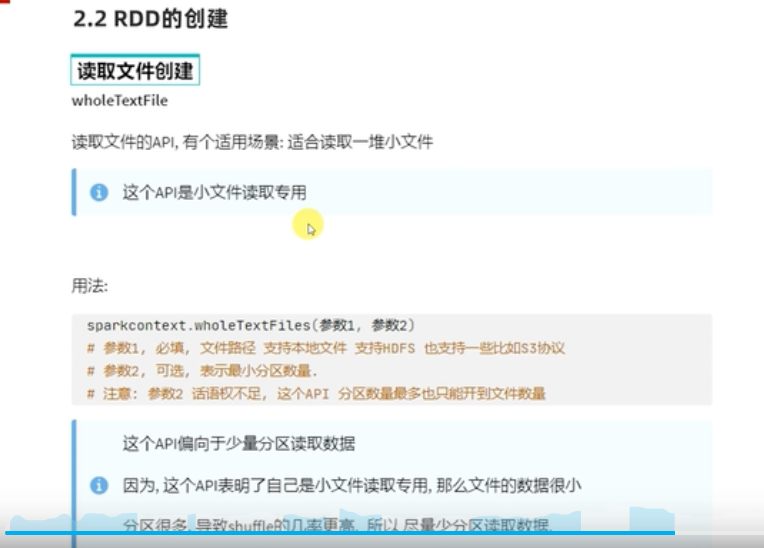 2.2 RDD的创建
读取文件创建
wholeTextFile
读取文件的API, 有个适用场景: 适合读取一堆小文件
这个API是小文件读取专用
用法:
sparkcontext.wholeTextFiles(参数1, 参数2)
# 参数1, 必填, 文件路径 支持本地文件 支持HDFS 也支持一些比如S3协议
# 参数2, 可选, 表示最小分区数量.
# 注意: 参数2 话语权不足, 这个API 分区数量最多也只能开到文件数量
这个API偏向于少量分区读取数据
因为, 这个API表明了自己是小文件读取专用, 那么文件的数据很小
分区很多, 导致shuffle的几率更高. 所以 尽量少分区读取数据.